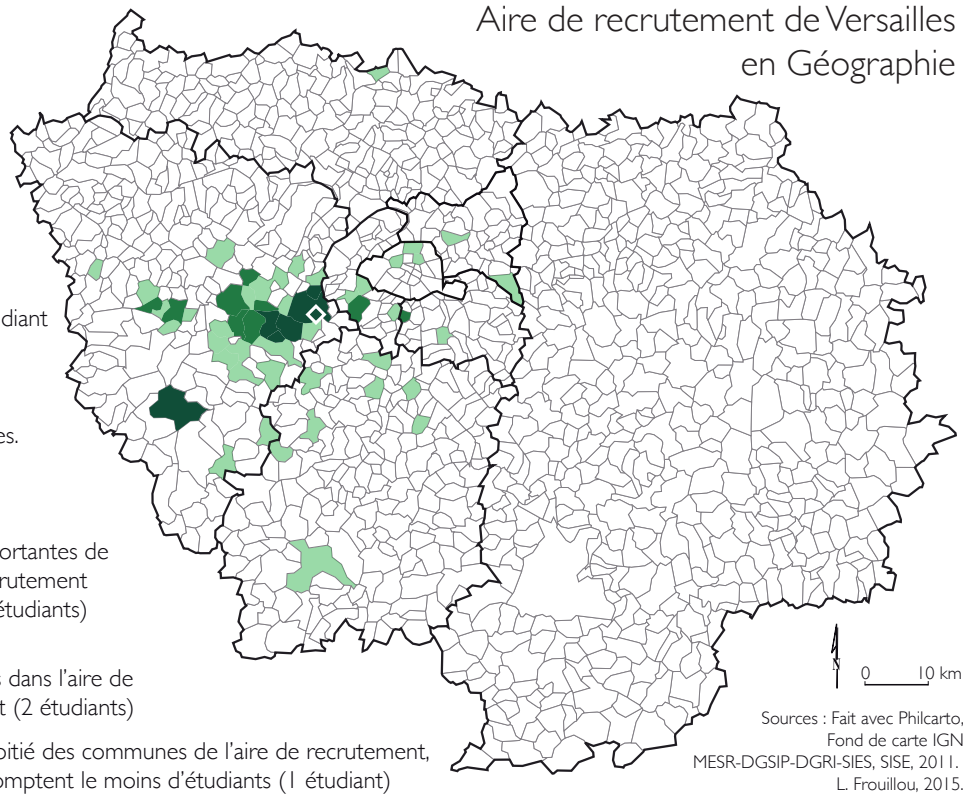 Aire de recrutement de Versailles
en Géographie
diant
es.
ortantes de
rutement
étudiants)
s dans l'aire de
t (2 étudiants)
itié des communes de l'aire de recrutement,
omptent le moins d'étudiants (1 étudiant)
N
0 10 km
Sources : Fait avec Philcarto,
Fond de carte IGN
MESR-DGSIP-DGRI-SIES, SISE, 2011.
L. Frouillou, 2015.